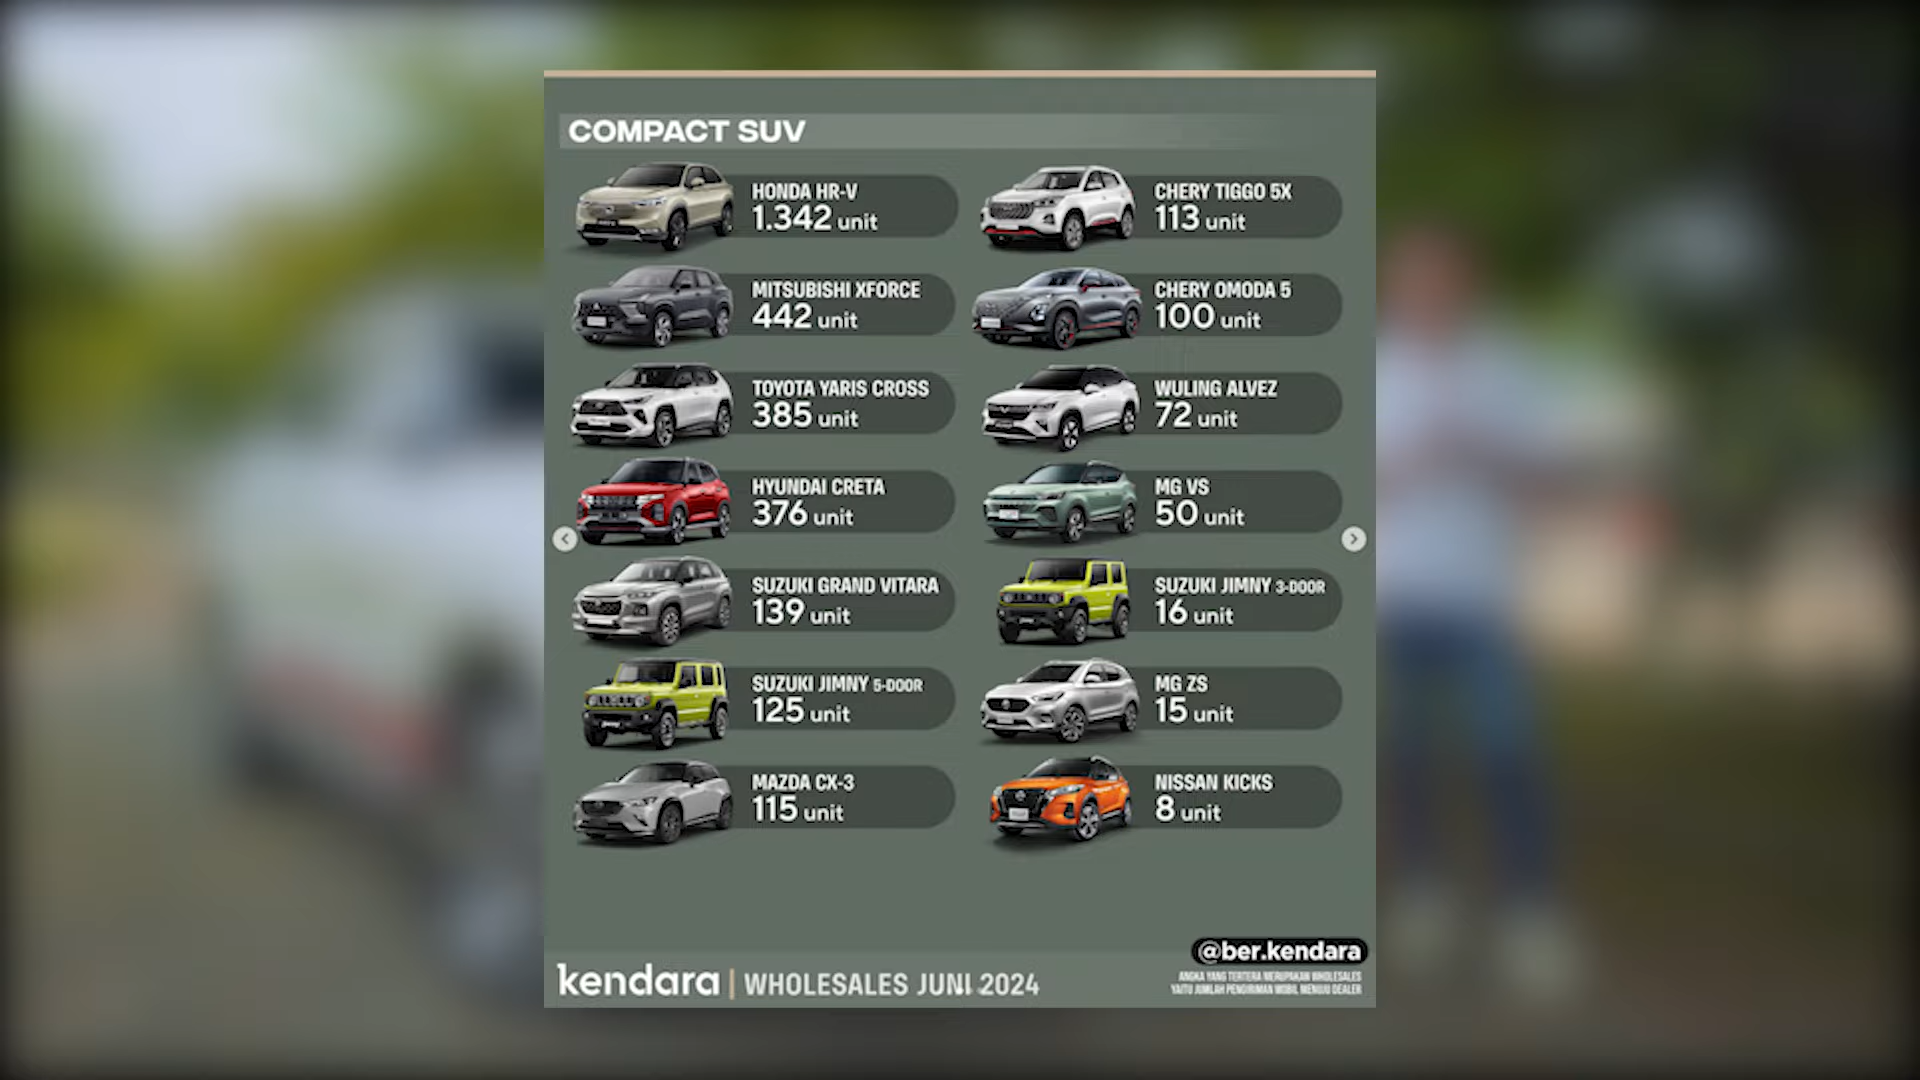 COMPACT SUV
HONDA HR-V
1.342 unit
MITSUBISHI XFORCE
442 unit
TOYOTA YARIS CROSS
385 unit
HYUNDAI CRETA
376 unit
SUZUKI GRAND VITARA
139 unit
SUZUKI JIMNY 5-DOOR
125 unit
MAZDA CX-3
115 unit
CHERY TIGGO 5X
113 unit
CHERY OMODA 5
100 unit
WULING ALVEZ
72 unit
MG VS
50 unit
SUZUKI JIMNY 3-DOOR
16 unit
MG ZS
15 unit
NISSAN KICKS
8 unit
@ber.kendara
kendara | WHOLESALES JUNI 2024
ANGKA YANG TERTERA MERUPAKAN WHOLESALES
YAITU JUMLAH PENGIRIMAN MOBIL MENUJU DEALER